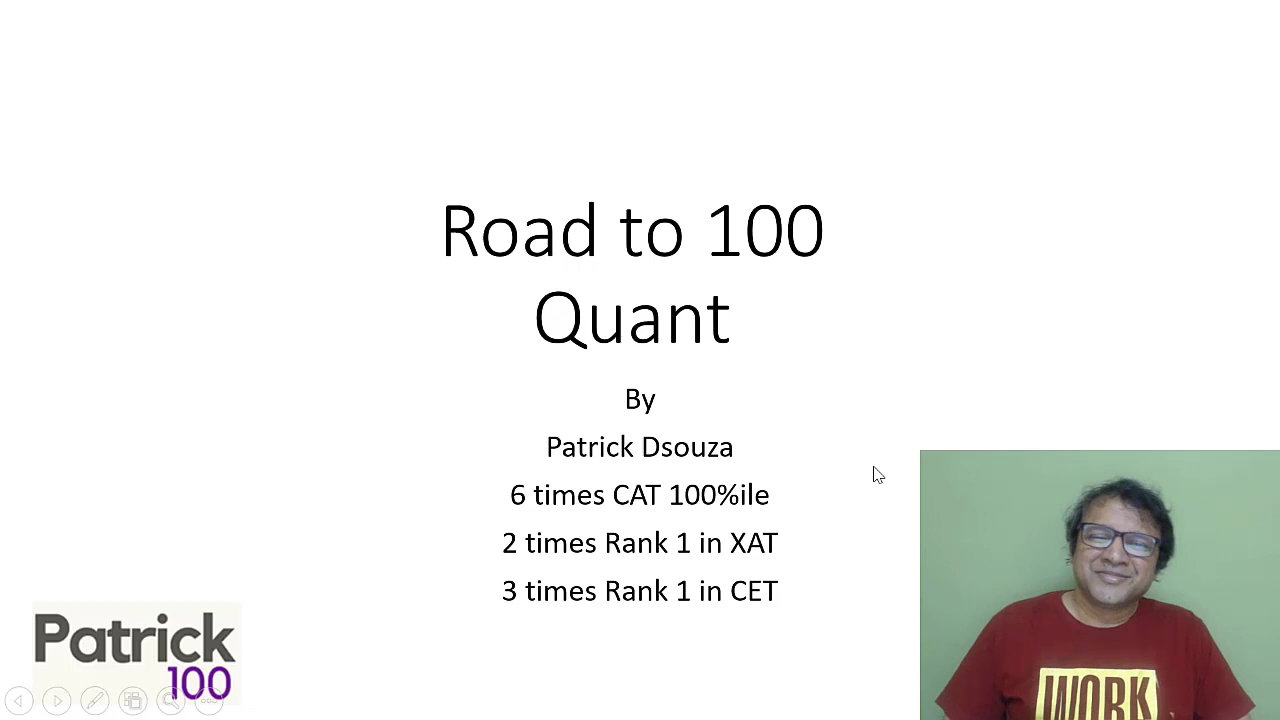 Road to 100
Quant
By
Patrick Dsouza
6 times CAT 100%ile
2 times Rank 1 in XAT
3 times Rank 1 in CET
Patrick
100
WORK